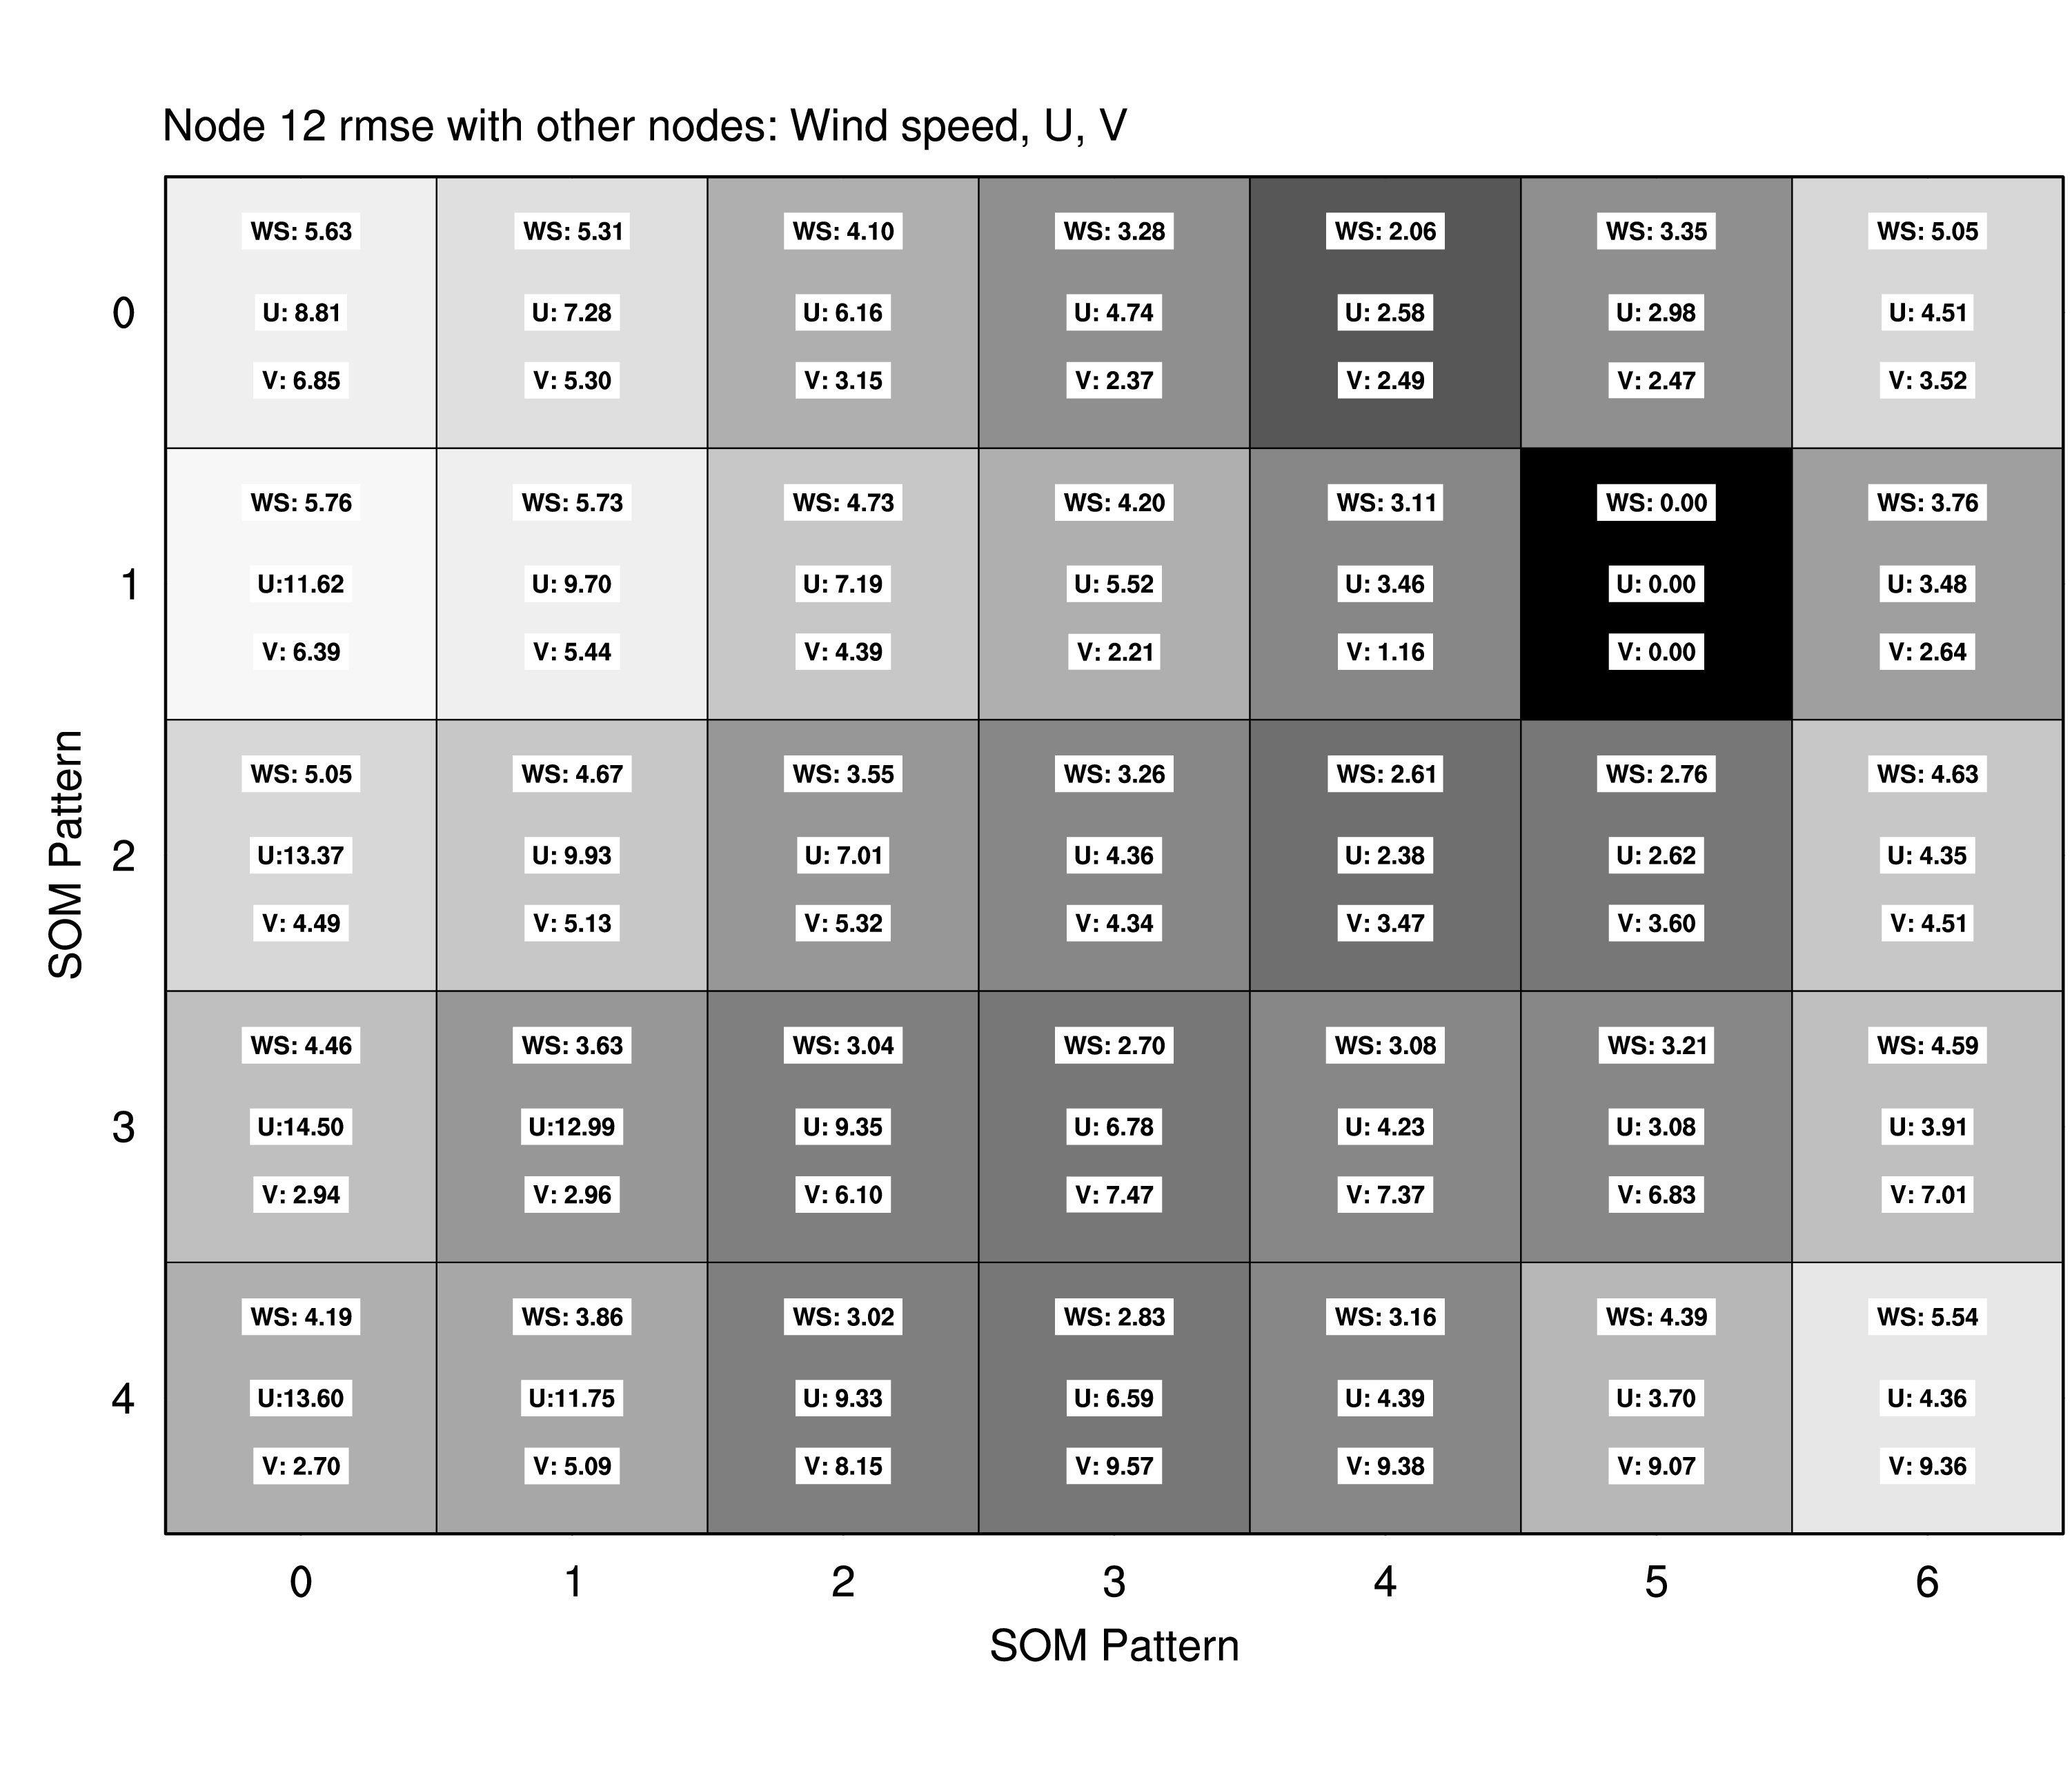 Node 12 rmse with other nodes: Wind speed, U, V
WS: 5.63 WS: 5.31 WS: 4.10 WS: 3.28 WS: 2.06 WS: 3.35 WS: 5.05
0 U: 8.81 U: 7.28 U: 6.16 U: 4.74 U: 2.58 U: 2.98 U: 4.51
V: 6.85 V: 5.30 V: 3.15 V: 2.37 V: 2.49 V: 2.47 V: 3.52
WS: 5.76 WS: 5.73 WS: 4.73 WS: 4.20 WS: 3.11 WS: 0.00 WS: 3.76
1 U:11.62 U: 9.70 U: 7.19 U: 5.52 U: 3.46 U: 0.00 U: 3.48
V: 6.39 V: 5.44 V: 4.39 V: 2.21 V: 1.16 V: 0.00 V: 2.64
SOM Pattern
WS: 5.05 WS: 4.67 WS: 3.55 WS: 3.26 WS: 2.61 WS: 2.76 WS: 4.63
2 U:13.37 U: 9.93 U: 7.01 U: 4.36 U: 2.38 U: 2.62 U: 4.35
V: 4.49 V: 5.13 V: 5.32 V: 4.34 V: 3.47 V: 3.60 V: 4.51
WS: 4.46 WS: 3.63 WS: 3.04 WS: 2.70 WS: 3.08 WS: 3.21 WS: 4.59
3 U:14.50 U:12.99 U: 9.35 U: 6.78 U: 4.23 U: 3.08 U: 3.91
V: 2.94 V: 2.96 V: 6.10 V: 7.47 V: 7.37 V: 6.83 V: 7.01
WS: 4.19 WS: 3.86 WS: 3.02 WS: 2.83 WS: 3.16 WS: 4.39 WS: 5.54
4 U:13.60 U:11.75 U: 9.33 U: 6.59 U: 4.39 U: 3.70 U: 4.36
V: 2.70 V: 5.09 V: 8.15 V: 9.57 V: 9.38 V: 9.07 V: 9.36
0 1 2 3 4 5 6
SOM Pattern